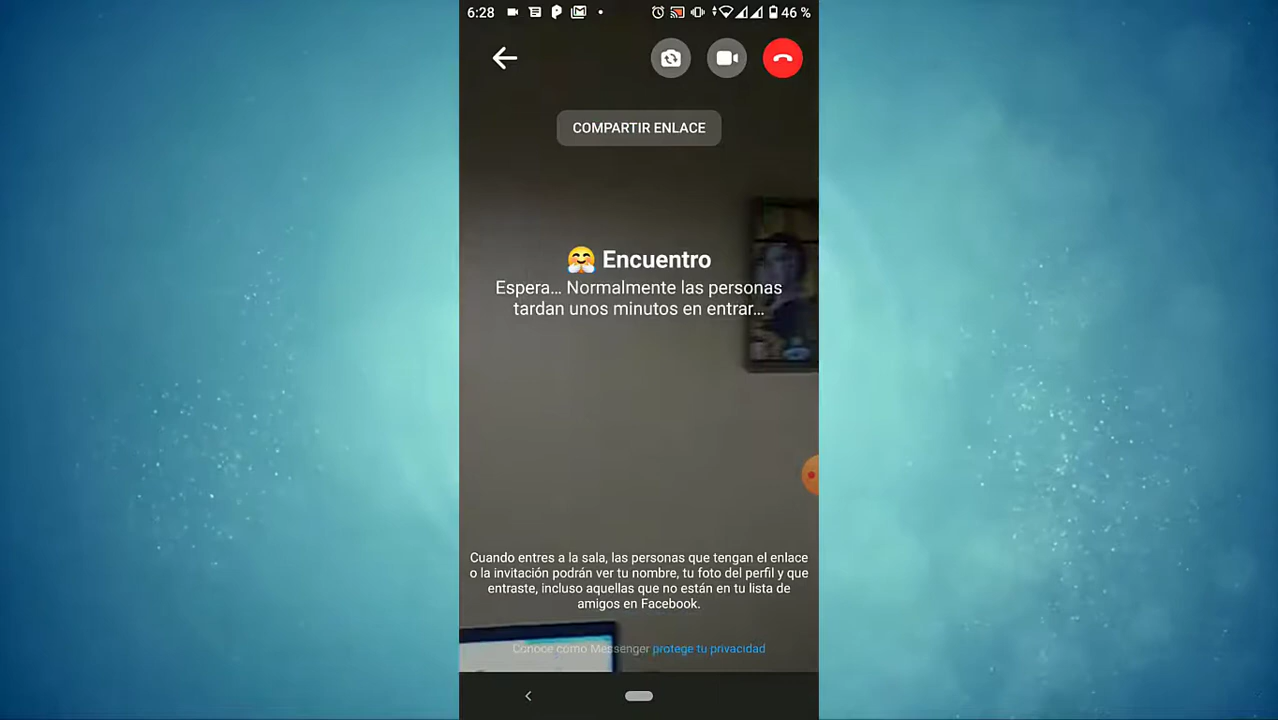 6:28
46 %
COMPARTIR ENLACE
🤗 Encuentro
Espera... Normalmente las personas
tardan unos minutos en entrar...
Cuando entres a la sala, las personas que tengan el enlace
o la invitación podrán ver tu nombre, tu foto del perfil y que
entraste, incluso aquellas que no están en tu lista de
amigos en Facebook.
Conoce cómo Messenger protege tu privacidad